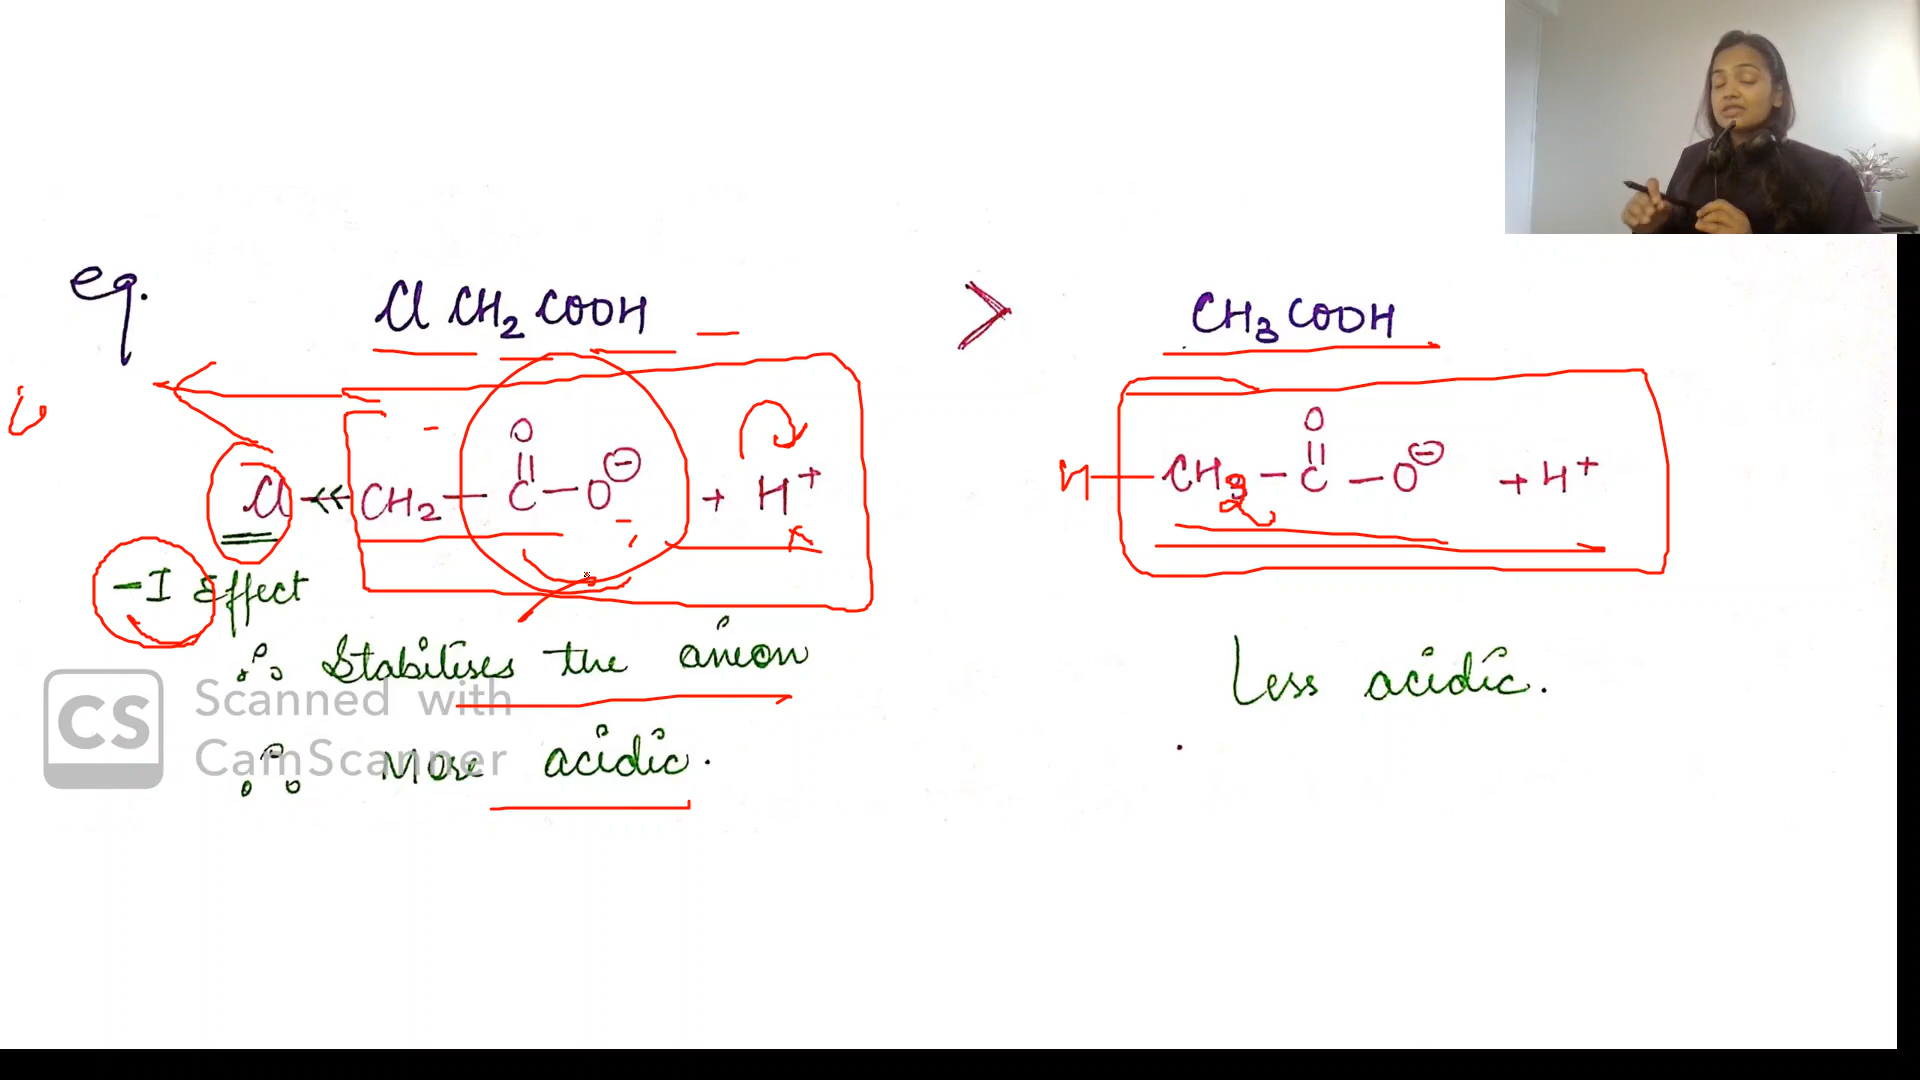 eg.
Cl CH2 COOH > CH3 COOH
O
||
Cl CH2 — C — O⊖ + H+
O
||
H — CH3 — C — O⊖ + H+
2
-I Effect
∴ Stabilises the anion
∴ More acidic.
Less acidic.
CS
Scanned with
CamScanner